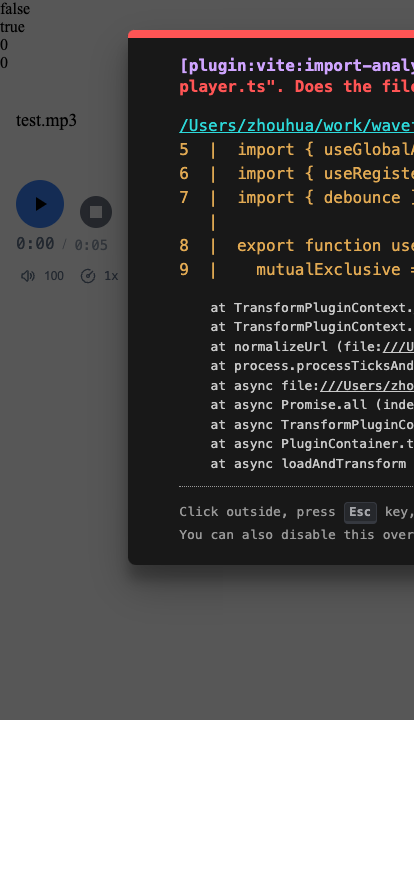 false
true
0
0
test.mp3
0:00 / 0:05
100 1x
[plugin:vite:import-analy
player.ts". Does the file
/Users/zhouhua/work/wavef
5 | import { useGlobalA
6 | import { useRegiste
7 | import { debounce }
|
8 | export function use
9 | mutualExclusive =
at TransformPluginContext.
at TransformPluginContext.
at normalizeUrl (file:///U
at process.processTicksAnd
at async file:///Users/zho
at async Promise.all (inde
at async TransformPluginCo
at async PluginContainer.t
at async loadAndTransform
Click outside, press Esc key,
You can also disable this over